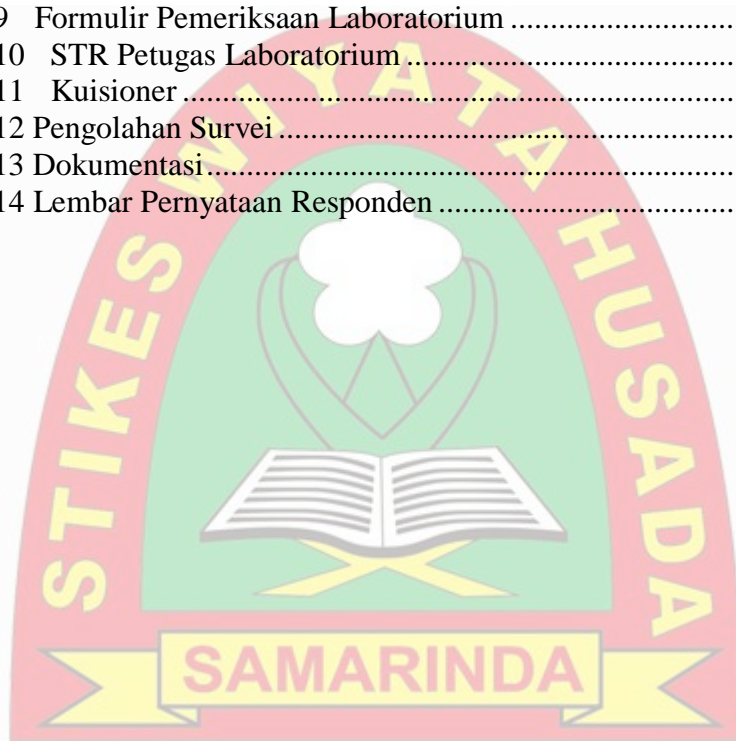 9 Formulir Pemeriksaan Laboratorium ................................
10 STR Petugas Laboratorium ................................................
11 Kuisioner ............................................................................
12 Pengolahan Survei ..............................................................
13 Dokumentasi.......................................................................
14 Lembar Pernyataan Responden .........................................
STIKES WIYATA HUSADA
SAMARINDA